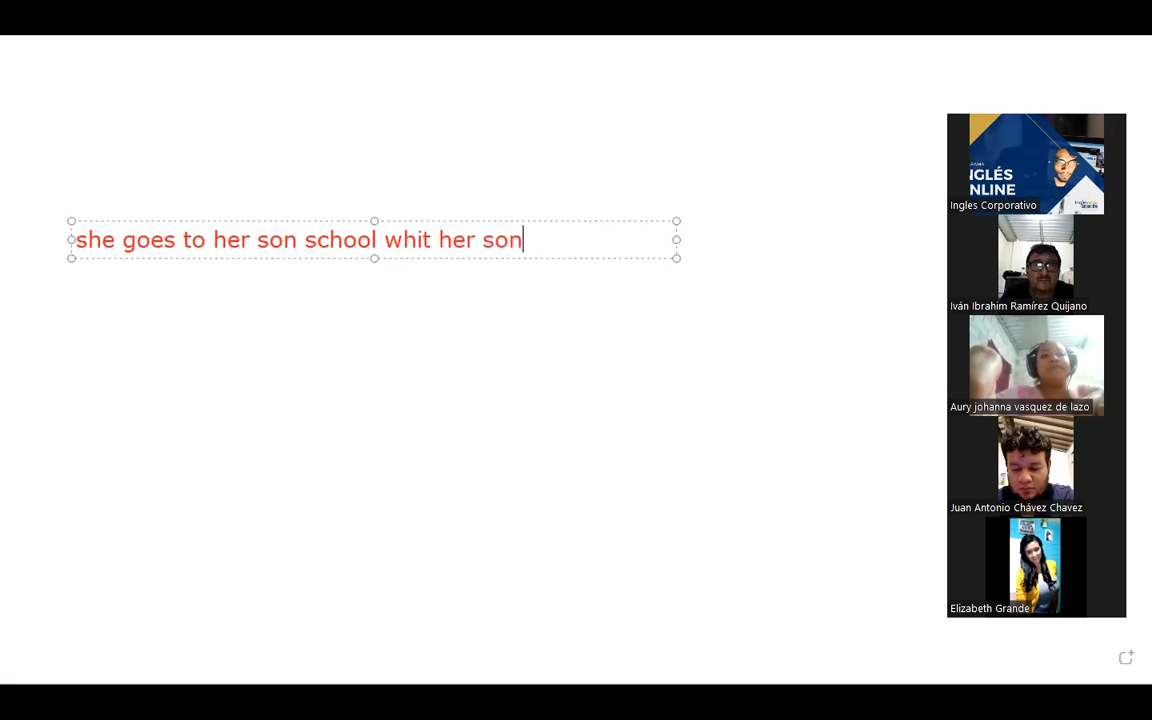 she goes to her son school whit her son
NGLÉS
NLINE
Ingles Corporativo
Iván Ibrahim Ramírez Quijano
Aury johanna vasquez de lazo
Juan Antonio Chávez Chavez
Elizabeth Grande